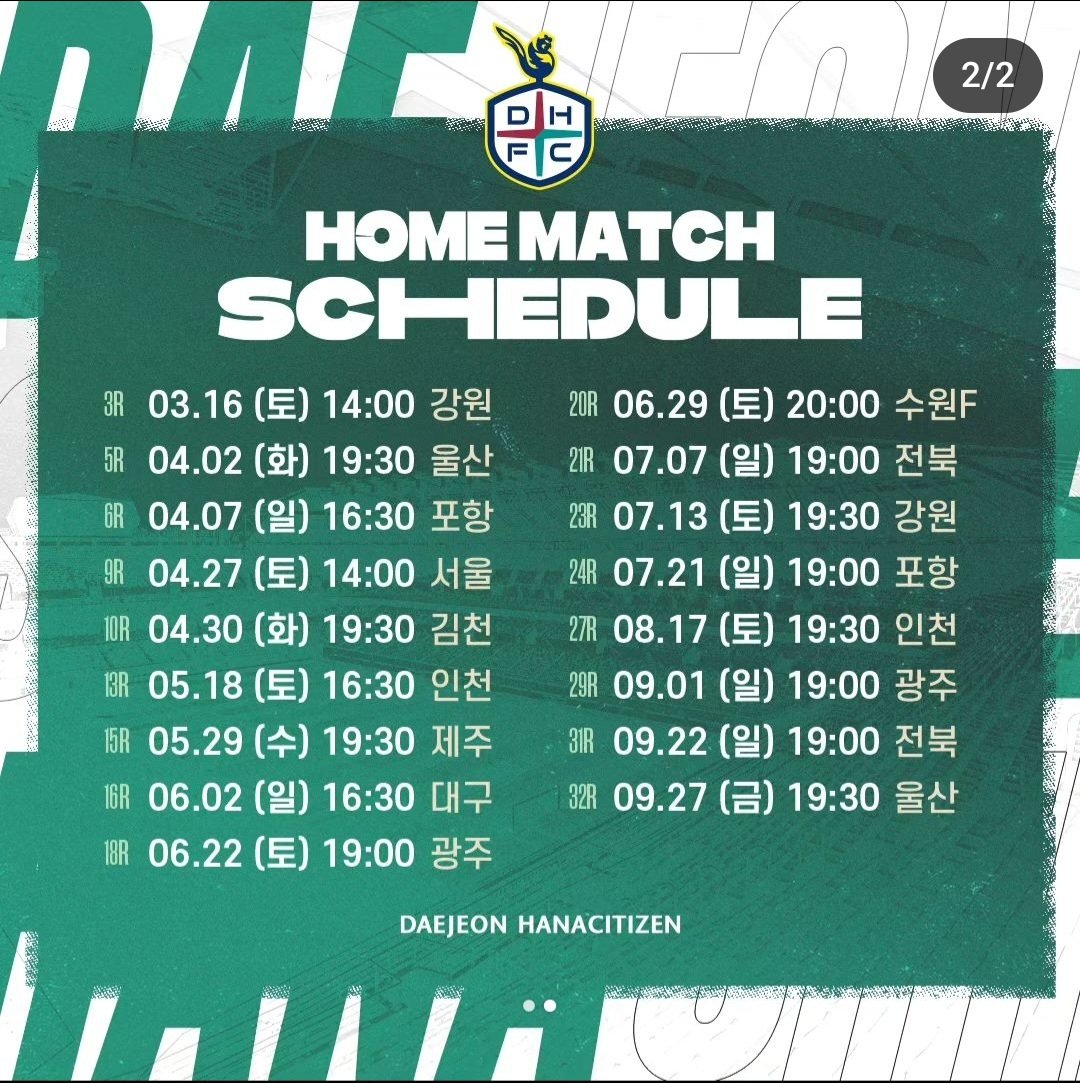 2/2
D H
F C
HOME MATCH
SCHEDULE
3R 03.16 (토) 14:00 강원
5R 04.02 (화) 19:30 울산
6R 04.07 (일) 16:30 포항
9R 04.27 (토) 14:00 서울
10R 04.30 (화) 19:30 김천
13R 05.18 (토) 16:30 인천
15R 05.29 (수) 19:30 제주
16R 06.02 (일) 16:30 대구
18R 06.22 (토) 19:00 광주
20R 06.29 (토) 20:00 수원F
21R 07.07 (일) 19:00 전북
23R 07.13 (토) 19:30 강원
24R 07.21 (일) 19:00 포항
27R 08.17 (토) 19:30 인천
29R 09.01 (일) 19:00 광주
31R 09.22 (일) 19:00 전북
32R 09.27 (금) 19:30 울산
DAEJEON HANACITIZEN